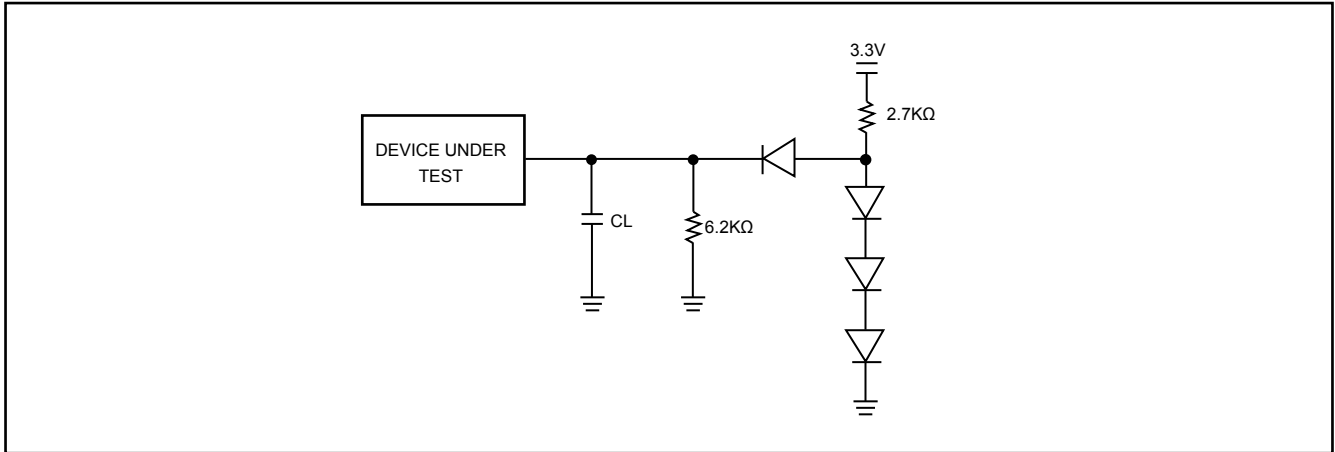 3.3V
2.7KΩ
DEVICE UNDER
TEST
CL
6.2KΩ